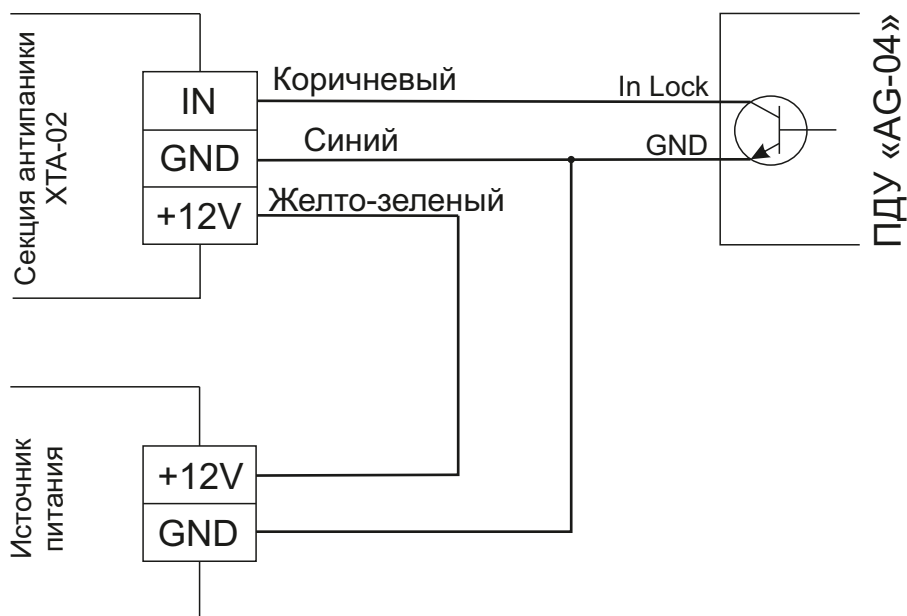 Секция антипаники
XTA-02
IN
GND
+12V
Коричневый
Синий
Желто-зеленый
In Lock
GND
ПДУ «AG-04»
Источник
питания
+12V
GND